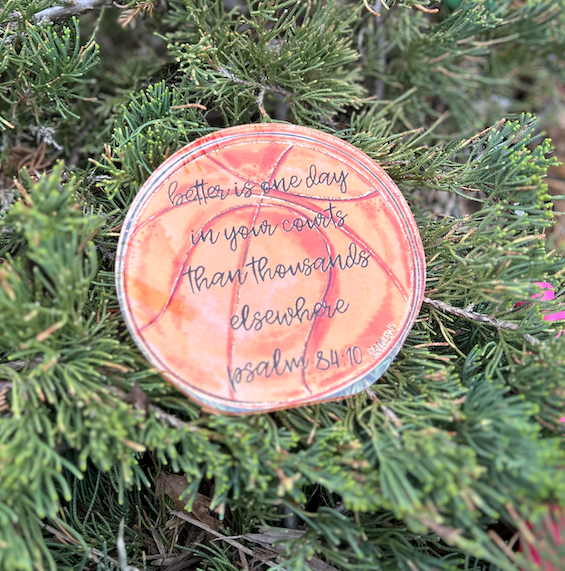 better is one day
in your courts
than thousands
elsewhere
psalm 84:10